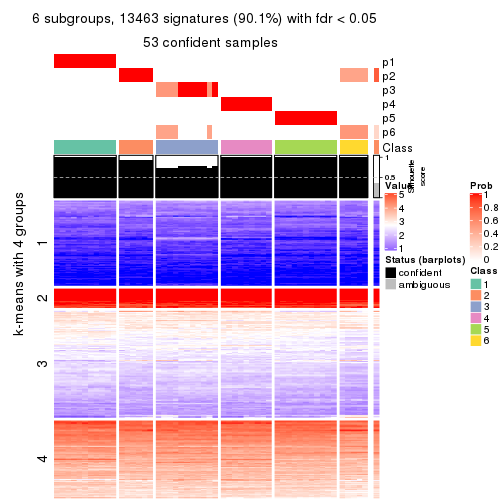 6 subgroups, 13463 signatures (90.1%) with fdr < 0.05
53 confident samples
p1
p2
p3
p4
p5
p6
Class
1
0.5
Silhouette
score
k-means with 4 groups
1
2
3
4
Value
5
4
3
2
1
Status (barplots)
confident
ambiguous
Prob
1
0.8
0.6
0.4
0.2
0
Class
1
2
3
4
5
6